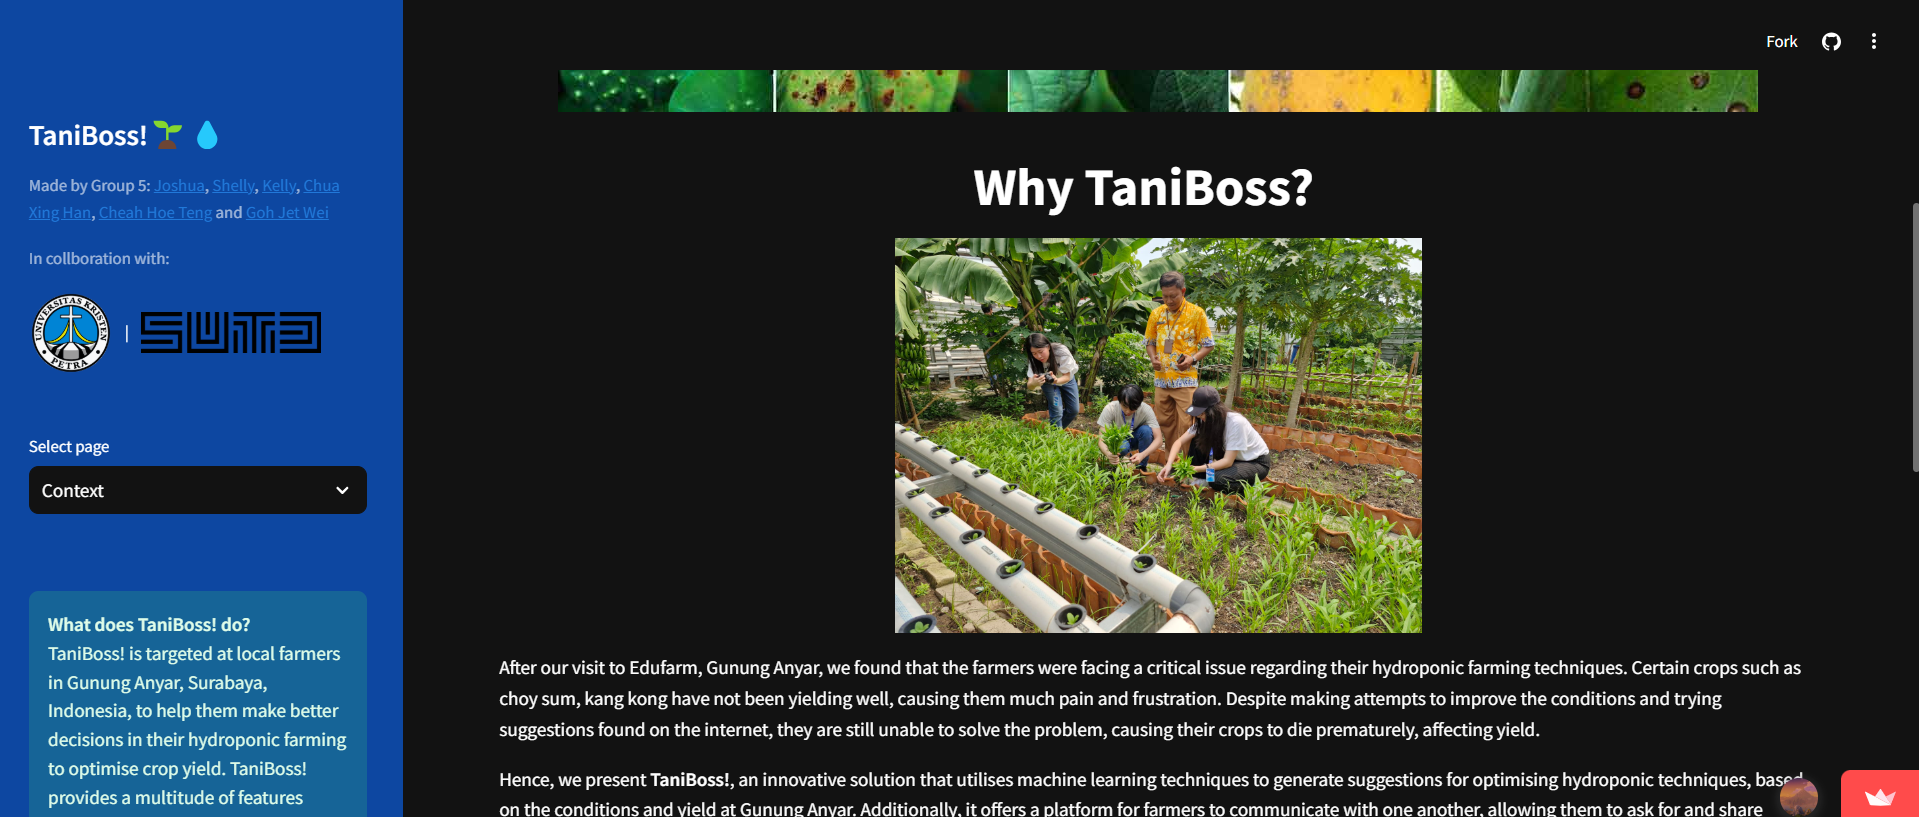 Fork
TaniBoss!
Made by Group 5: Joshua, Shelly, Kelly, Chua
Xing Han, Cheah Hoe Teng and Goh Jet Wei
In collboration with:
UNIVERSITAS KRISTEN
PETRA
|
SUTD
Select page
Context
What does TaniBoss! do?
TaniBoss! is targeted at local farmers
in Gunung Anyar, Surabaya,
Indonesia, to help them make better
decisions in their hydroponic farming
to optimise crop yield. TaniBoss!
provides a multitude of features
Why TaniBoss?
After our visit to Edufarm, Gunung Anyar, we found that the farmers were facing a critical issue regarding their hydroponic farming techniques. Certain crops such as
choy sum, kang kong have not been yielding well, causing them much pain and frustration. Despite making attempts to improve the conditions and trying
suggestions found on the internet, they are still unable to solve the problem, causing their crops to die prematurely, affecting yield.
Hence, we present TaniBoss!, an innovative solution that utilises machine learning techniques to generate suggestions for optimising hydroponic techniques, based
on the conditions and yield at Gunung Anyar. Additionally, it offers a platform for farmers to communicate with one another, allowing them to ask for and share